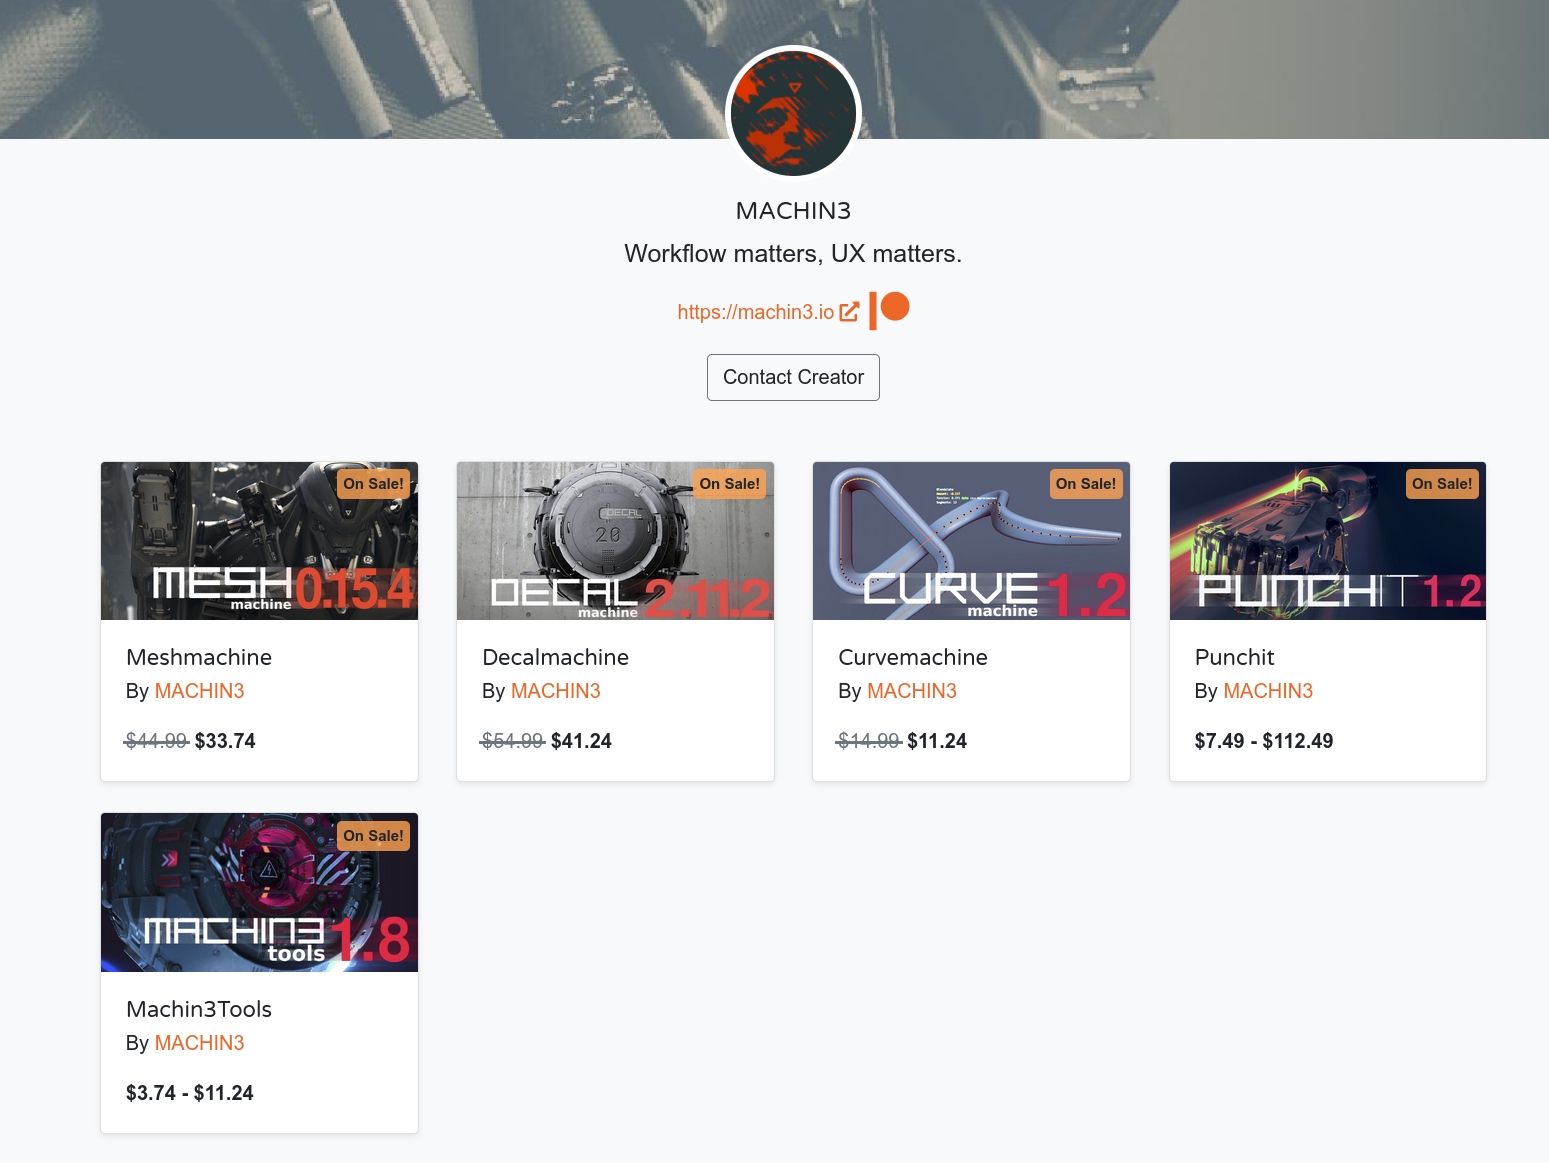 MACHIN3
Workflow matters, UX matters.
https://machin3.io
Contact Creator
On Sale!
MESH 0.15.4
machine
Meshmachine
By MACHIN3
$44.99 $33.74
On Sale!
DECAL
20
DECAL 2.11.2
machine
Decalmachine
By MACHIN3
$54.99 $41.24
On Sale!
CURVE 1.2
machine
Curvemachine
By MACHIN3
$14.99 $11.24
On Sale!
PUNCHIT 1.2
Punchit
By MACHIN3
$7.49 - $112.49
On Sale!
MACHIN3 1.8
tools
Machin3Tools
By MACHIN3
$3.74 - $11.24